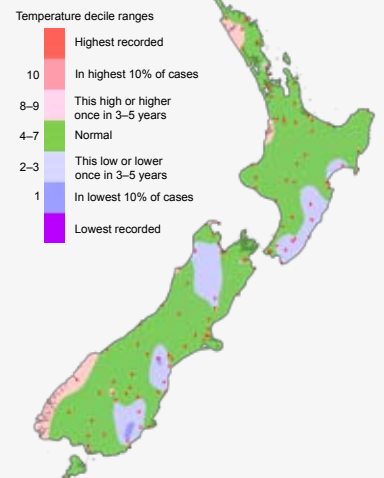 Temperature decile ranges
Highest recorded
10 In highest 10% of cases
8–9 This high or higher
once in 3–5 years
4–7 Normal
2–3 This low or lower
once in 3–5 years
1 In lowest 10% of cases
Lowest recorded